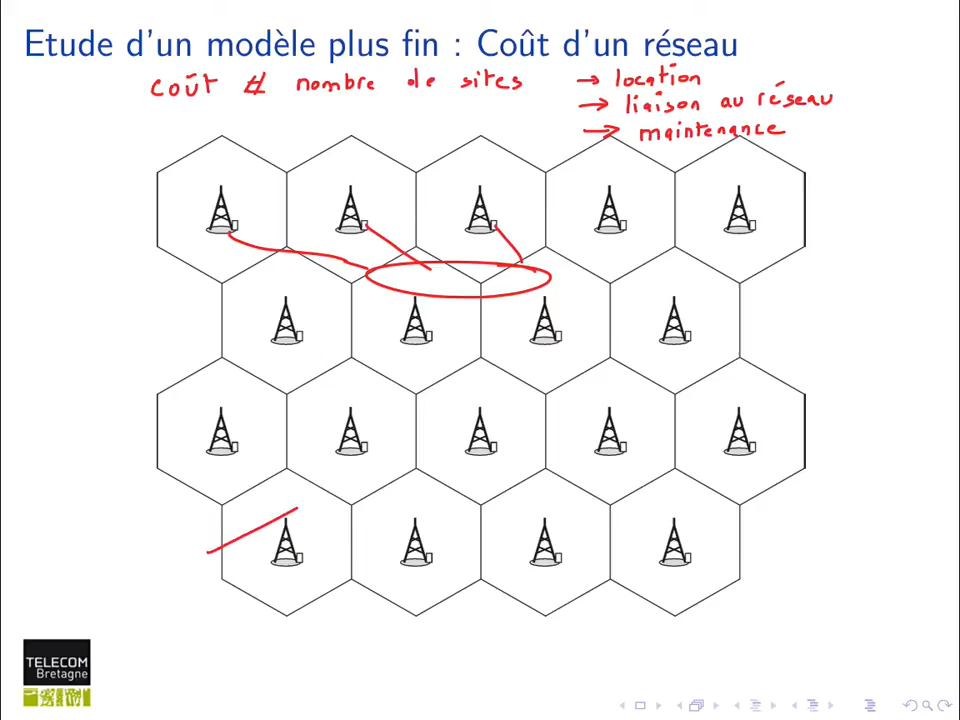 Etude d'un modèle plus fin : Coût d'un réseau
coût # nombre de sites → location
→ liaison au réseau
→ maintenance
TELECOM
Bretagne